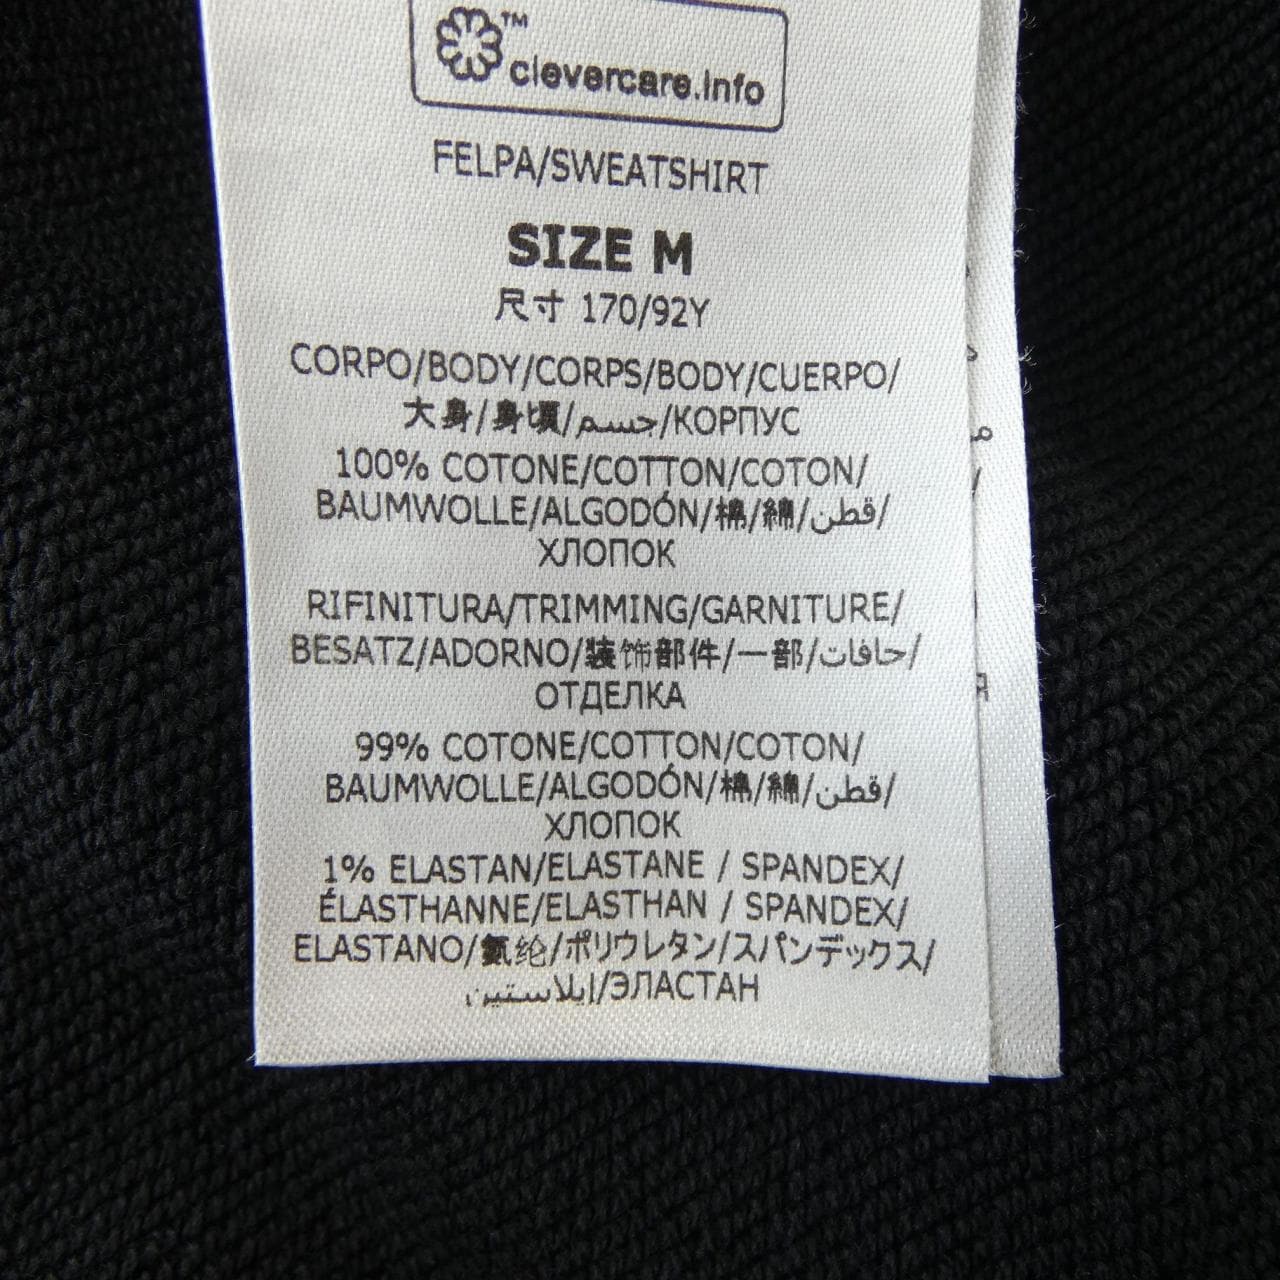 ™
clevercare.info
FELPA/SWEATSHIRT
SIZE M
尺寸 170/92Y
CORPO/BODY/CORPS/BODY/CUERPO/
大身/身頃/جسم/КОРПУС
100% COTONE/COTTON/COTON/
BAUMWOLLE/ALGODÓN/棉/綿/قطن/
ХЛОПОК
RIFINITURA/TRIMMING/GARNITURE/
BESATZ/ADORNO/装饰部件/一部/حافات/
ОТДЕЛКА
99% COTONE/COTTON/COTON/
BAUMWOLLE/ALGODÓN/棉/綿/قطن/
ХЛОПОК
1% ELASTAN/ELASTANE / SPANDEX/
ÉLASTHANNE/ELASTHAN / SPANDEX/
ELASTANO/氨纶/ポリウレタン/スパンデックス/
إيلاستين/ЭЛАСТАН